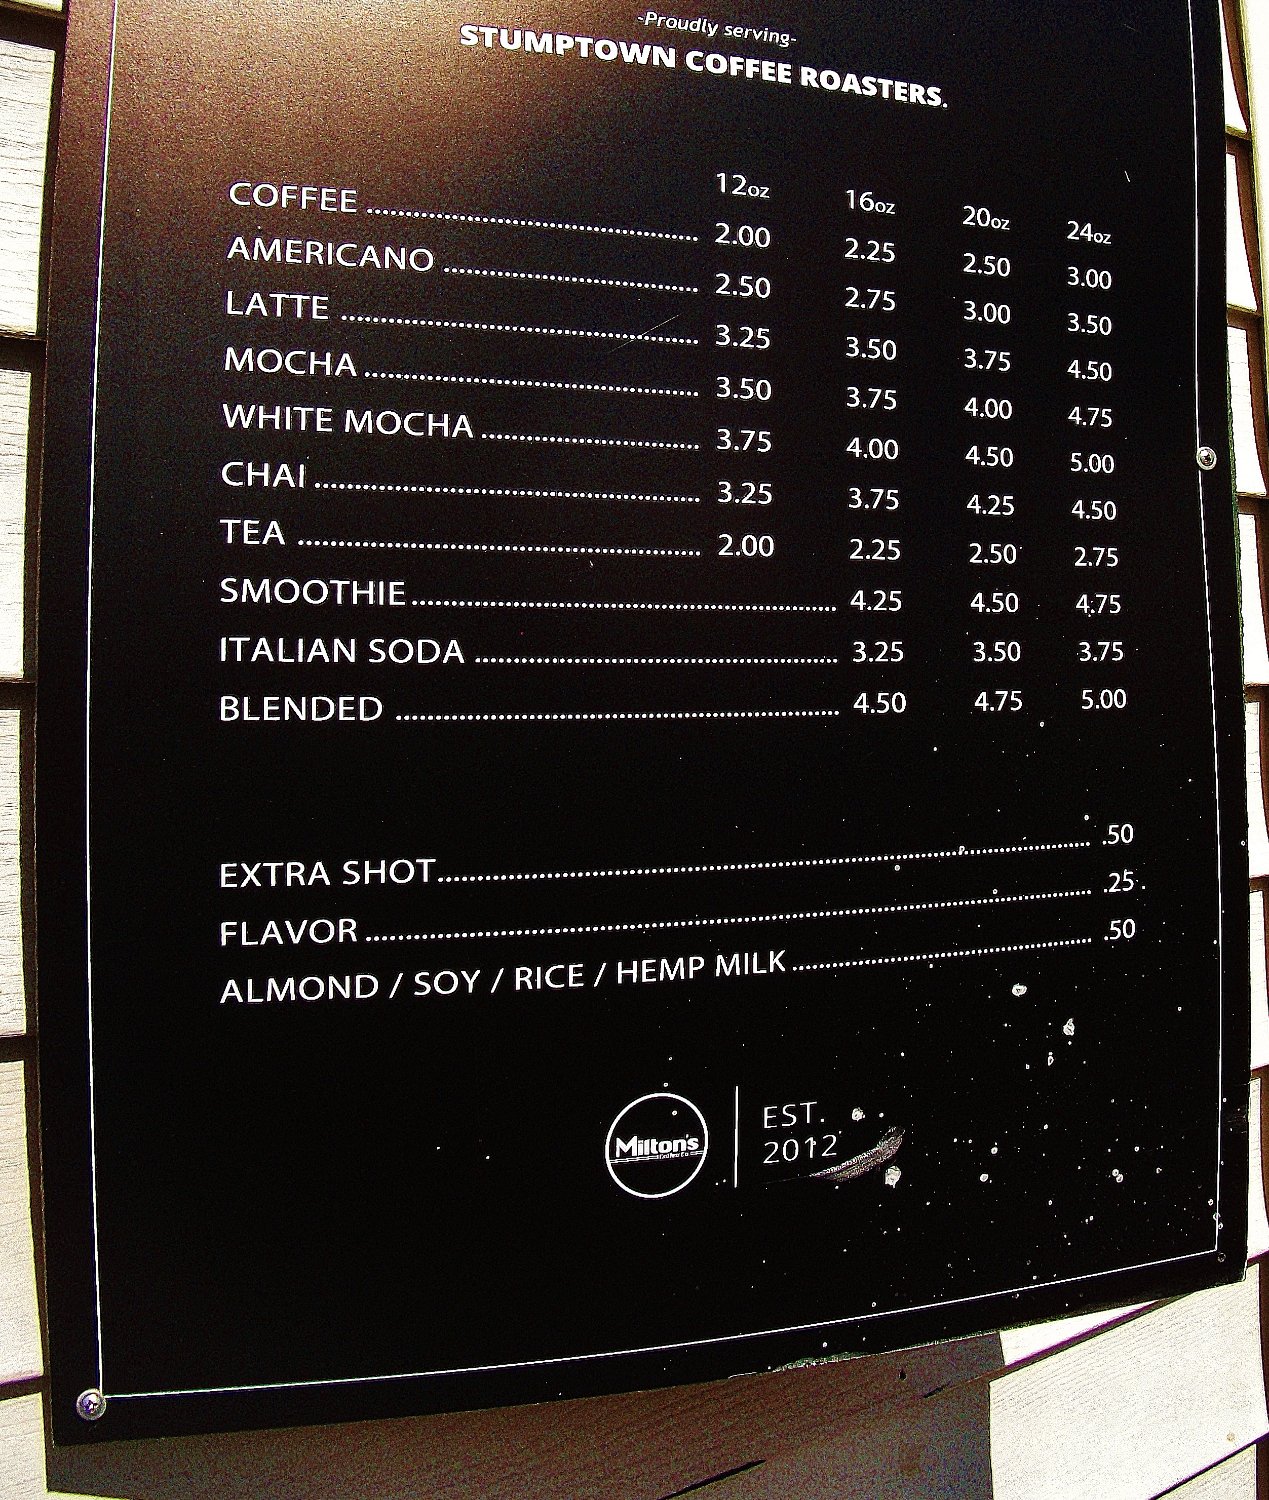 -Proudly serving-
STUMPTOWN COFFEE ROASTERS.
12oz 16oz 20oz 24oz
COFFEE 2.00 2.25 2.50 3.00
AMERICANO 2.50 2.75 3.00 3.50
LATTE 3.25 3.50 3.75 4.50
MOCHA 3.50 3.75 4.00 4.75
WHITE MOCHA 3.75 4.00 4.50 5.00
CHAI 3.25 3.75 4.25 4.50
TEA 2.00 2.25 2.50 2.75
SMOOTHIE 4.25 4.50 4.75
ITALIAN SODA 3.25 3.50 3.75
BLENDED 4.50 4.75 5.00
EXTRA SHOT .50
FLAVOR .25
ALMOND / SOY / RICE / HEMP MILK .50
Milton's
EST.
2012